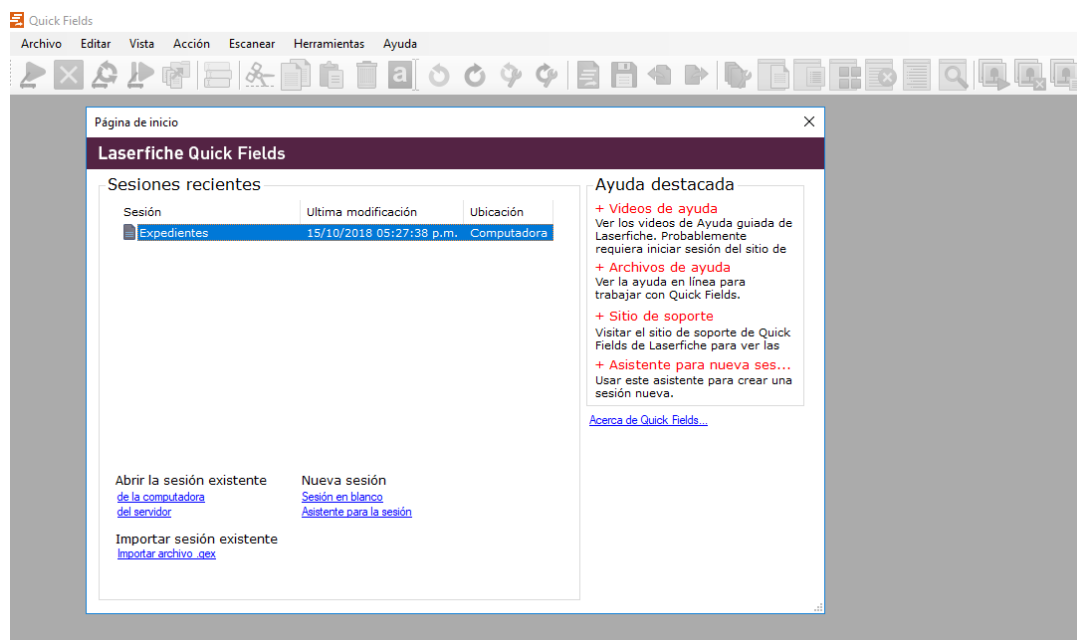 Quick Fields
Archivo Editar Vista Acción Escanear Herramientas Ayuda
a
Página de inicio
Laserfiche Quick Fields
Sesiones recientes
Sesión Ultima modificación Ubicación
Expedientes 15/10/2018 05:27:38 p.m. Computadora
Abrir la sesión existente
de la computadora
del servidor
Nueva sesión
Sesión en blanco
Asistente para la sesión
Importar sesión existente
Importar archivo .qex
Ayuda destacada
+ Videos de ayuda
Ver los videos de Ayuda guiada de
Laserfiche. Probablemente
requiera iniciar sesión del sitio de
+ Archivos de ayuda
Ver la ayuda en línea para
trabajar con Quick Fields.
+ Sitio de soporte
Visitar el sitio de soporte de Quick
Fields de Laserfiche para ver las
+ Asistente para nueva ses...
Usar este asistente para crear una
sesión nueva.
Acerca de Quick Fields...